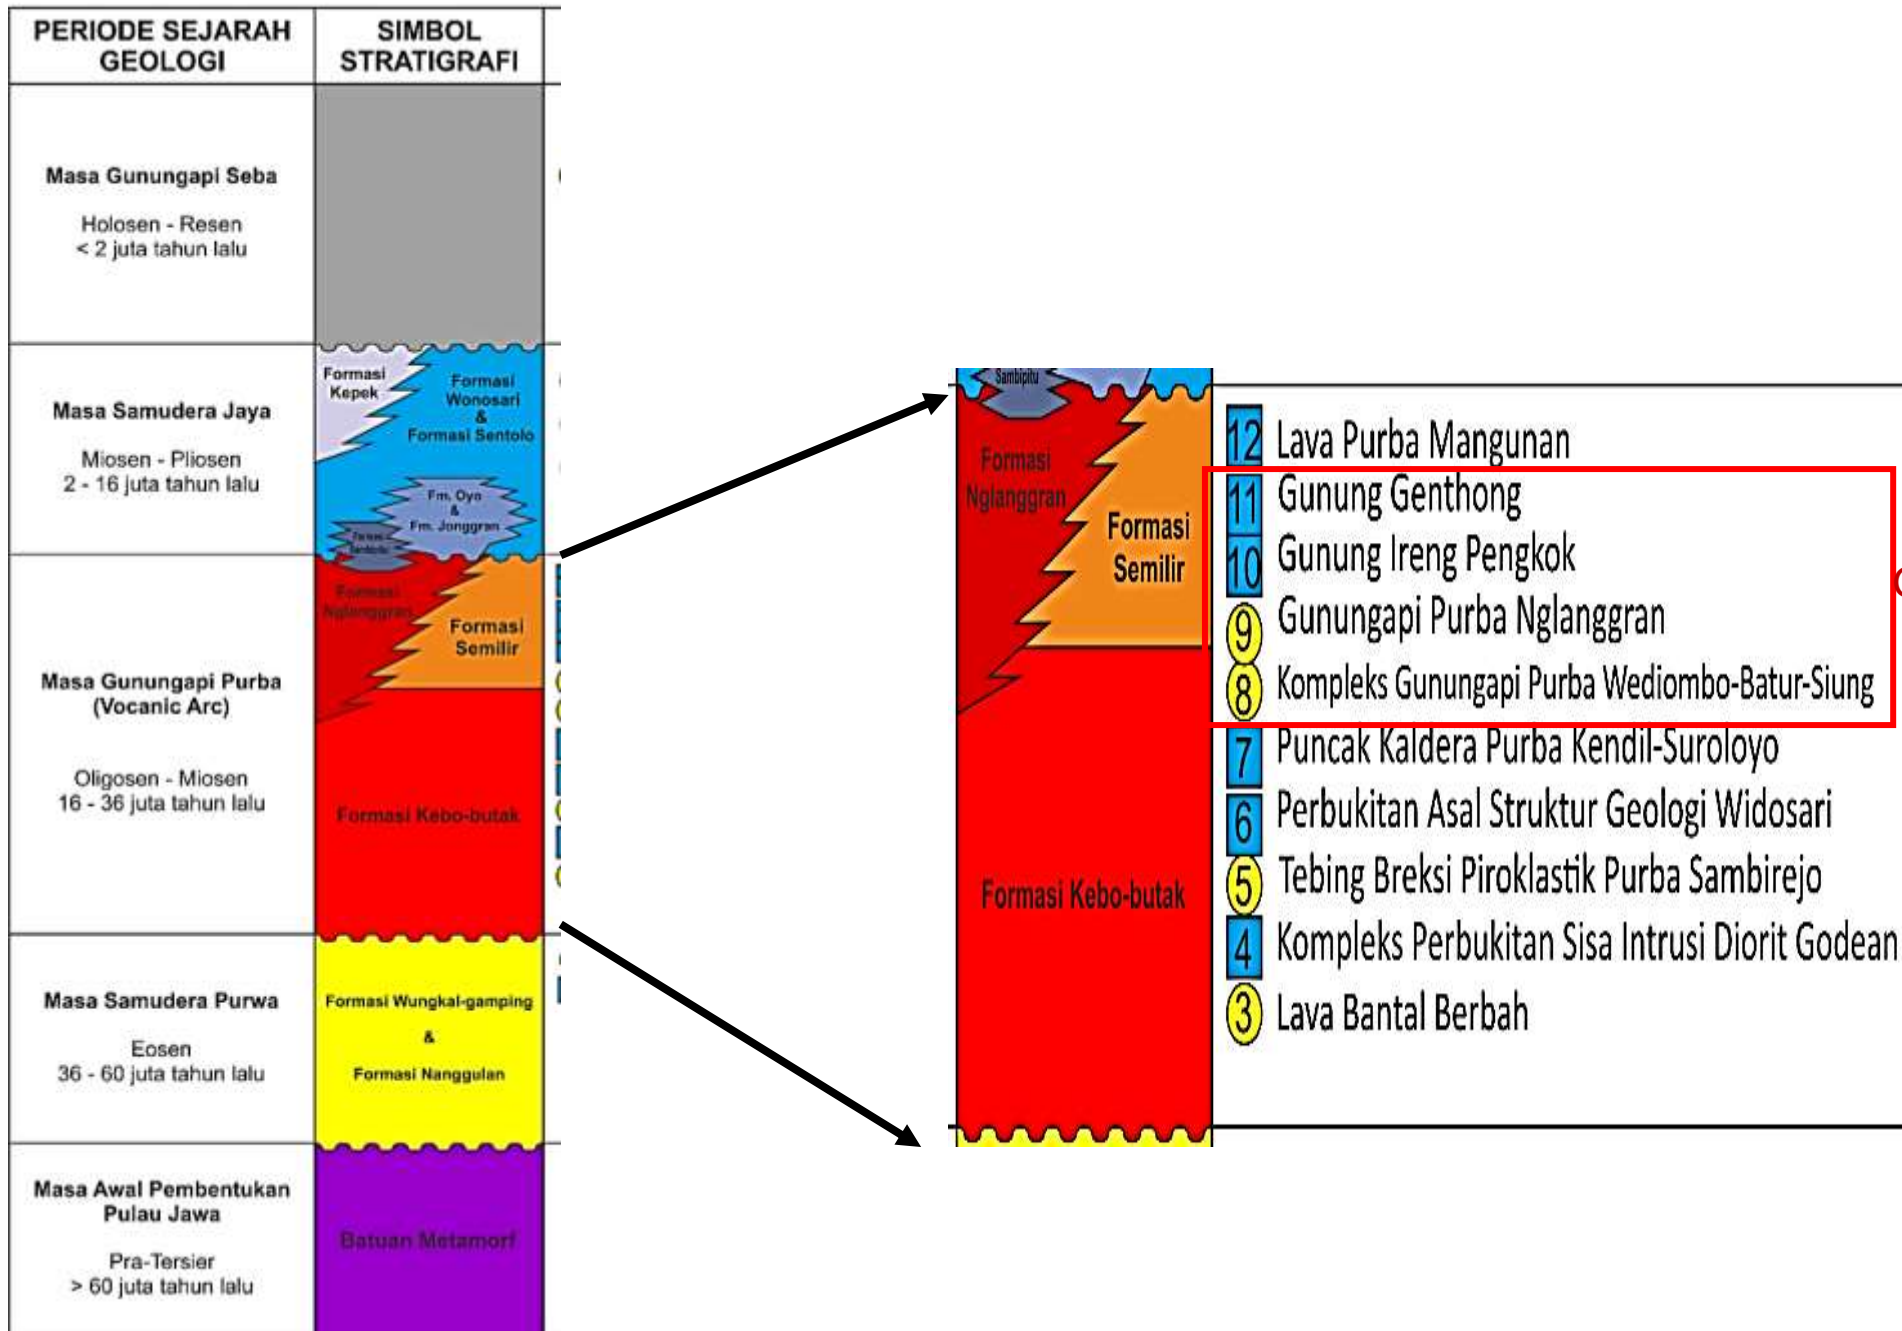 PERIODE SEJARAH
GEOLOGI
SIMBOL
STRATIGRAFI
Masa Gunungapi Seba
Holosen - Resen
< 2 juta tahun lalu
Masa Samudera Jaya
Miosen - Pliosen
2 - 16 juta tahun lalu
Formasi
Kepek
Formasi
Wonosari
&
Formasi Sentolo
Fm. Oyo
&
Fm. Jonggran
Masa Gunungapi Purba
(Vocanic Arc)
Oligosen - Miosen
16 - 36 juta tahun lalu
Formasi
Nglanggran
Formasi
Semilir
Formasi Kebo-butak
Masa Samudera Purwa
Eosen
36 - 60 juta tahun lalu
Formasi Wungkal-gamping
&
Formasi Nanggulan
Masa Awal Pembentukan
Pulau Jawa
Pra-Tersier
> 60 juta tahun lalu
Batuan Metamorf
Sambipitu
Formasi
Nglanggran
Formasi
Semilir
Formasi Kebo-butak
12 Lava Purba Mangunan
11 Gunung Genthong
10 Gunung Ireng Pengkok
9 Gunungapi Purba Nglanggran
8 Kompleks Gunungapi Purba Wediombo-Batur-Siung
7 Puncak Kaldera Purba Kendil-Suroloyo
6 Perbukitan Asal Struktur Geologi Widosari
5 Tebing Breksi Piroklastik Purba Sambirejo
4 Kompleks Perbukitan Sisa Intrusi Diorit Godean
3 Lava Bantal Berbah